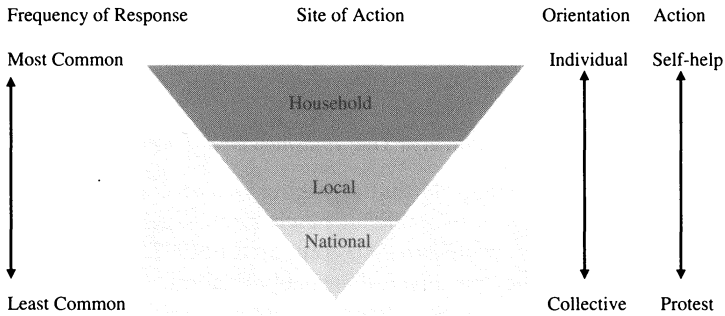 Frequency of Response Site of Action Orientation Action
Most Common Individual Self-help
Household
Local
National
Least Common Collective Protest